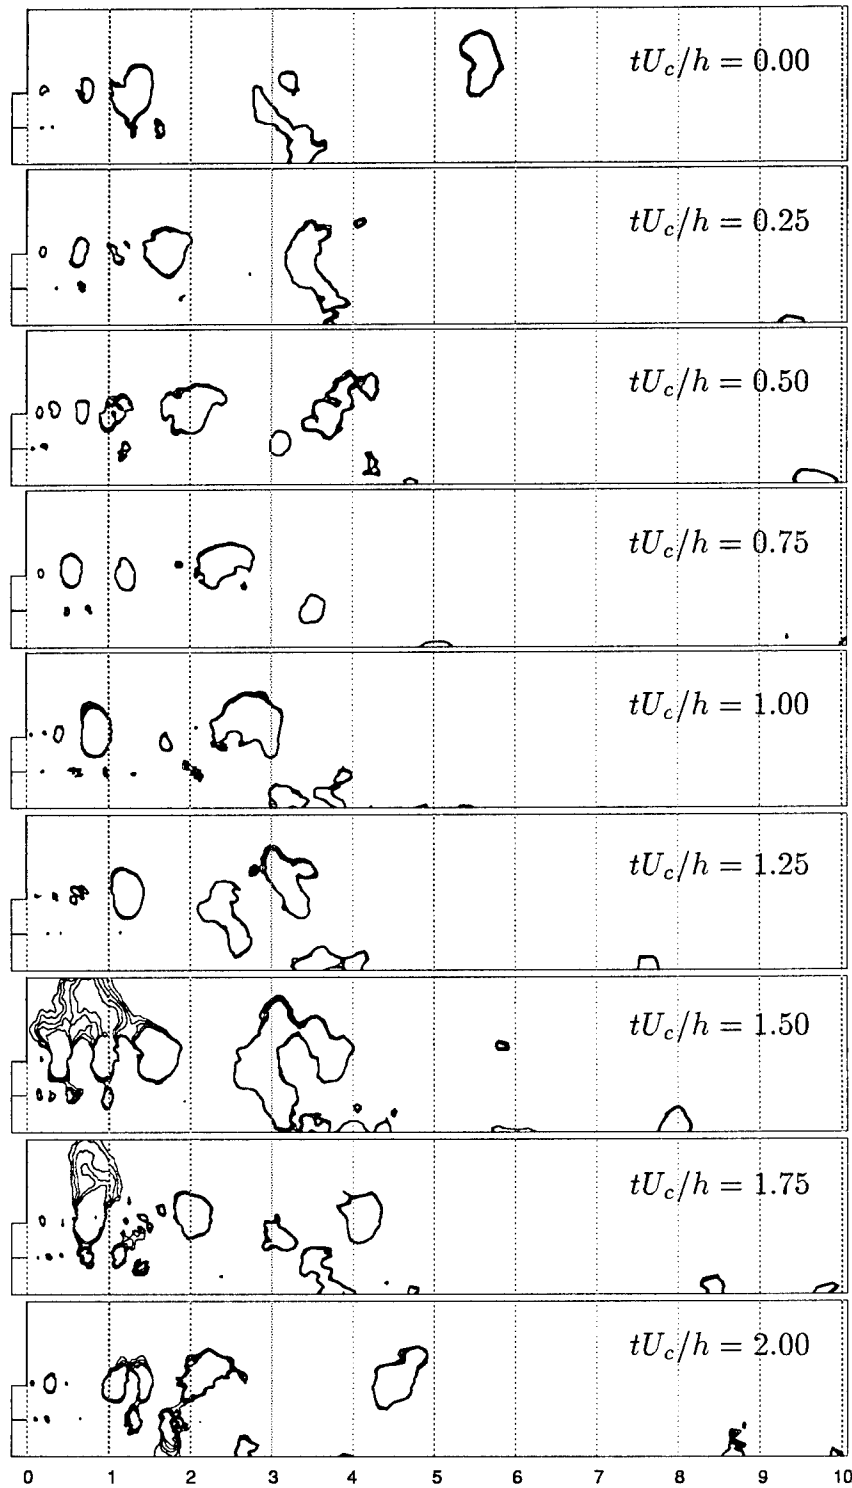 tU_c/h = 0.00
tU_c/h = 0.25
tU_c/h = 0.50
tU_c/h = 0.75
tU_c/h = 1.00
tU_c/h = 1.25
tU_c/h = 1.50
tU_c/h = 1.75
tU_c/h = 2.00
0 1 2 3 4 5 6 7 8 9 10